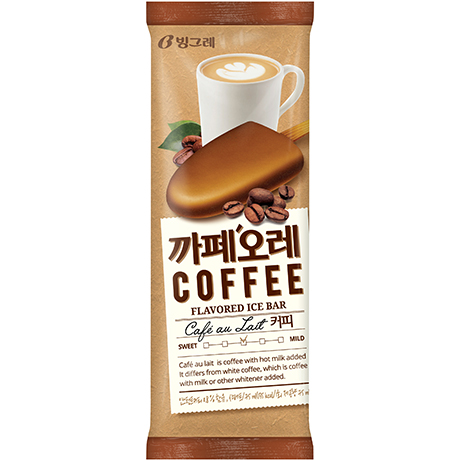 빙그레
까페오레
COFFEE
FLAVORED ICE BAR
Café au Lait 커피
SWEET MILD
Café au lait is coffee with hot milk added
It differs from white coffee, which is coffee
with milk or other whitener added.